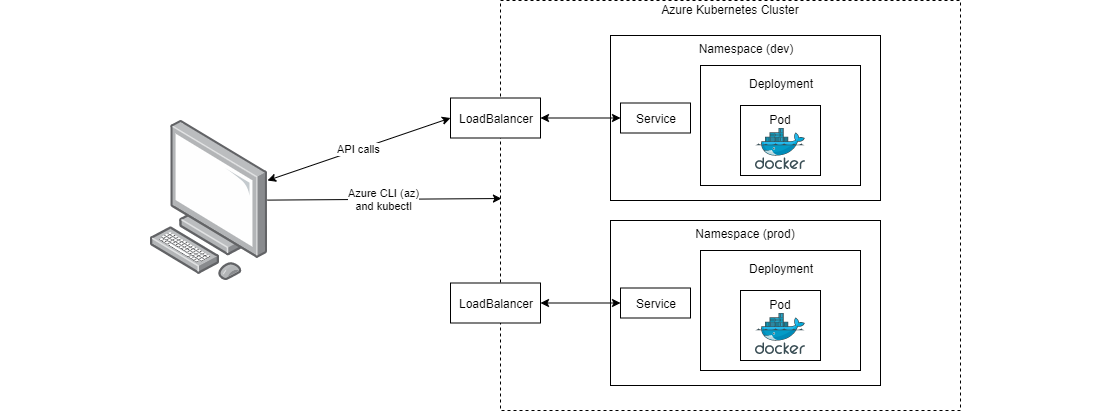 Azure Kubernetes Cluster
Namespace (dev)
Deployment
LoadBalancer
Service
Pod
docker
API calls
Azure CLI (az)
and kubectl
Namespace (prod)
Deployment
LoadBalancer
Service
Pod
docker